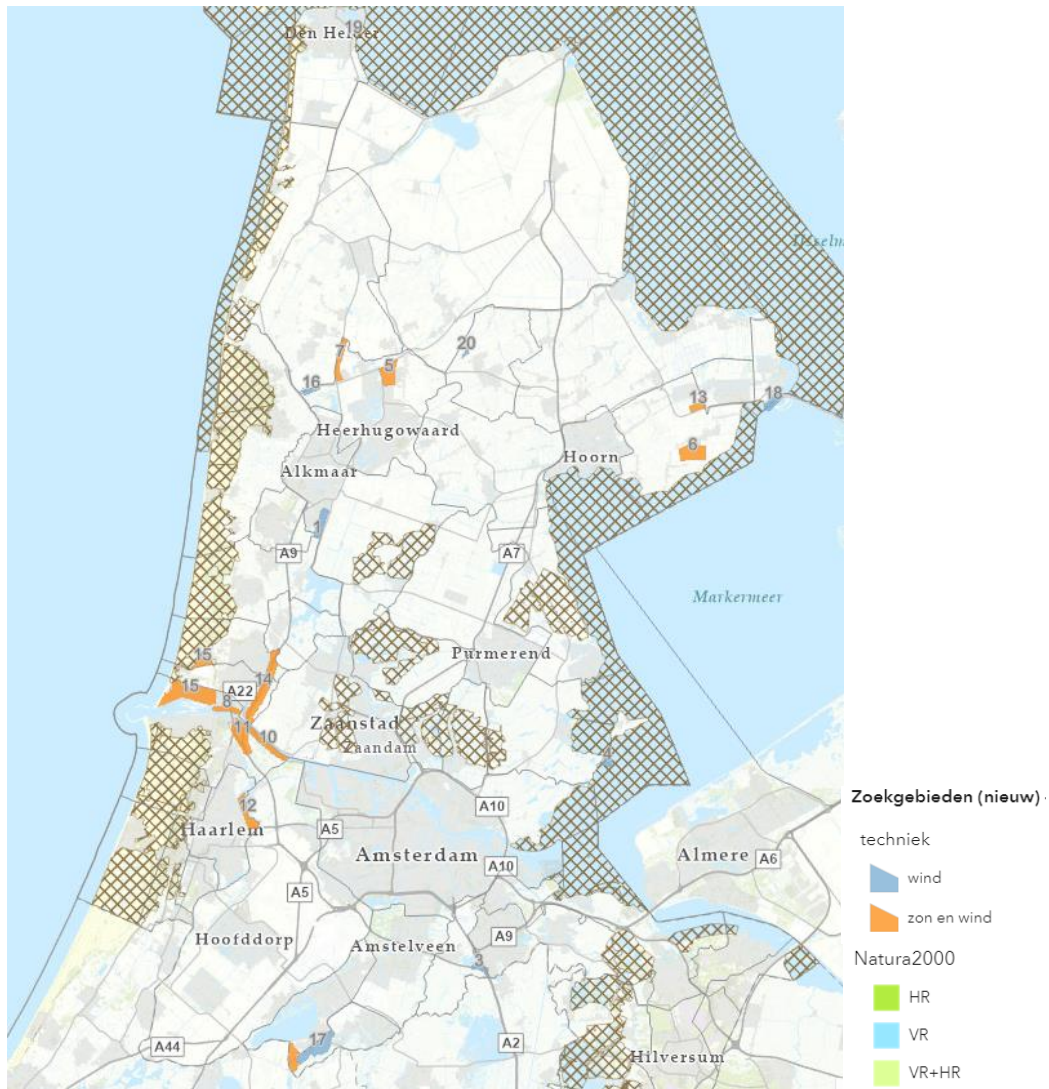 19
Den Helder
20
7
5
16
13
18
Heerhugowaard
6
Hoorn
Alkmaar
1
A9
A7
Markermeer
15
Purmerend
14
15
A22
8
Zaanstad
11
10
Zaandam
4
12
A10
Haarlem
A5
Amsterdam
Almere
A6
A10
A5
Hoofddorp
Amstelveen
A9
3
17
A44
A2
Hilversum
Zoekgebieden (nieuw)
techniek
wind
zon en wind
Natura2000
HR
VR
VR+HR